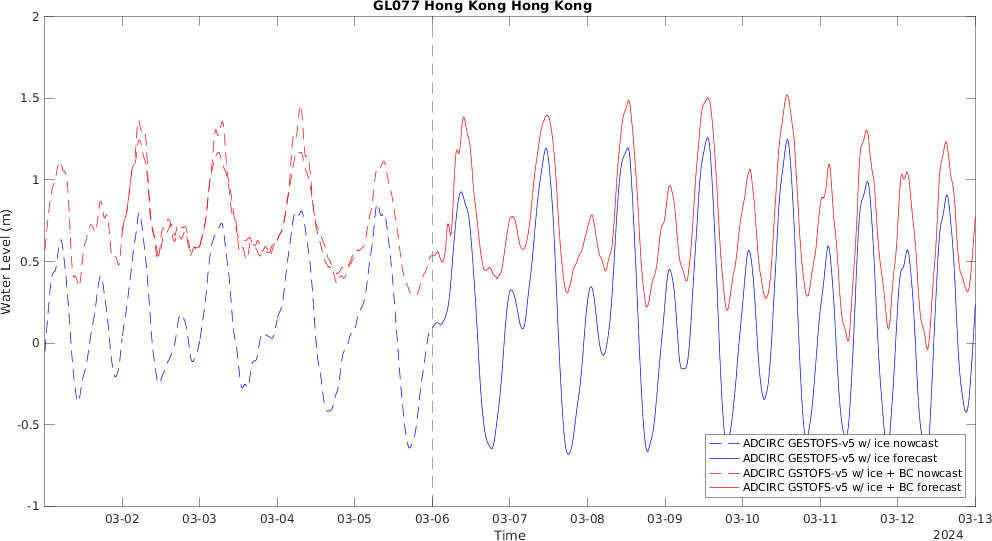 GL077 Hong Kong Hong Kong
2
1.5
1
0.5
0
-0.5
-1
Water Level (m)
03-02 03-03 03-04 03-05 03-06 03-07 03-08 03-09 03-10 03-11 03-12 03-13
Time
2024
ADCIRC GESTOFS-v5 w/ ice nowcast
ADCIRC GESTOFS-v5 w/ ice forecast
ADCIRC GSTOFS-v5 w/ ice + BC nowcast
ADCIRC GSTOFS-v5 w/ ice + BC forecast